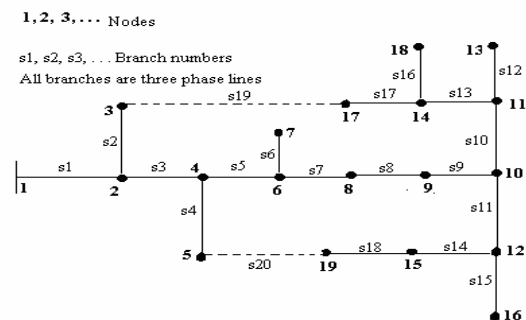 1, 2, 3, . . . Nodes
s1, s2, s3, . . . Branch numbers
All branches are three phase lines
18
13
s12
s16
s19
s17
s13
3
17
14
11
s2
7
s10
s6
s1
s3
4
s5
s7
s8
s9
10
1
2
6
8
9
s4
s11
5
s20
s18
s14
12
19
15
s15
16